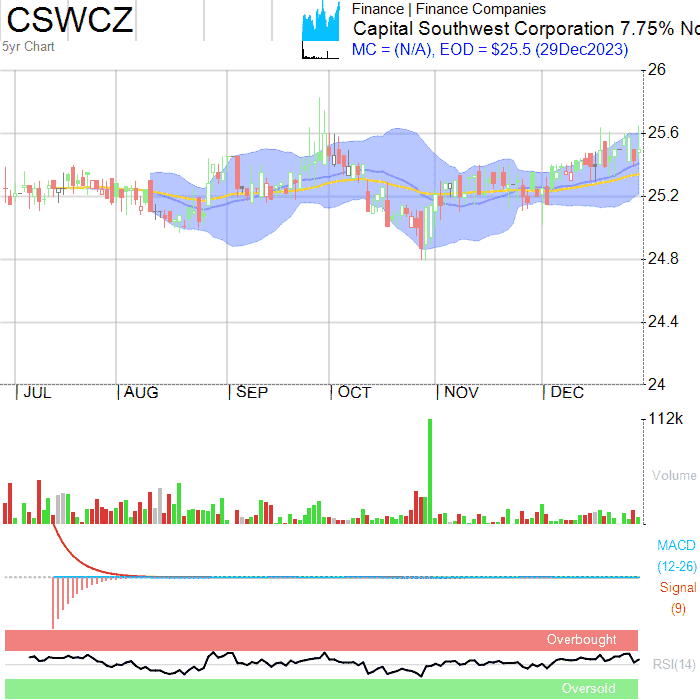 CSWCZ
5yr Chart
Finance | Finance Companies
Capital Southwest Corporation 7.75% No
MC = (N/A), EOD = $25.5 (29Dec2023)
26
25.6
25.2
24.8
24.4
24
JUL AUG SEP OCT NOV DEC
112k
Volume
MACD
(12-26)
Signal
(9)
Overbought
RSI(14)
Oversold